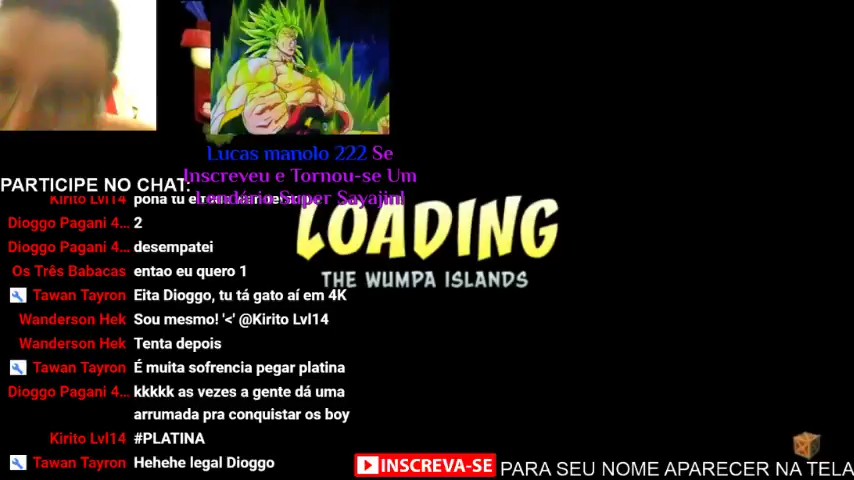 Lucas manolo 222 Se
Inscreveu e Tornou-se Um
Lendário Super Sayajin!
PARTICIPE NO CHAT:
Kirito Lvl14 pona tu
Dioggo Pagani 4... 2
Dioggo Pagani 4... desempatei
Os Três Babacas entao eu quero 1
Tawan Tayron Eita Dioggo, tu tá gato aí em 4K
Wanderson Hek Sou mesmo! '<' @Kirito Lvl14
Wanderson Hek Tenta depois
Tawan Tayron É muita sofrencia pegar platina
Dioggo Pagani 4... kkkkk as vezes a gente dá uma
arrumada pra conquistar os boy
Kirito Lvl14 #PLATINA
Tawan Tayron Hehehe legal Dioggo
LOADING
THE WUMPA ISLANDS
INSCREVA-SE PARA SEU NOME APARECER NA TELA